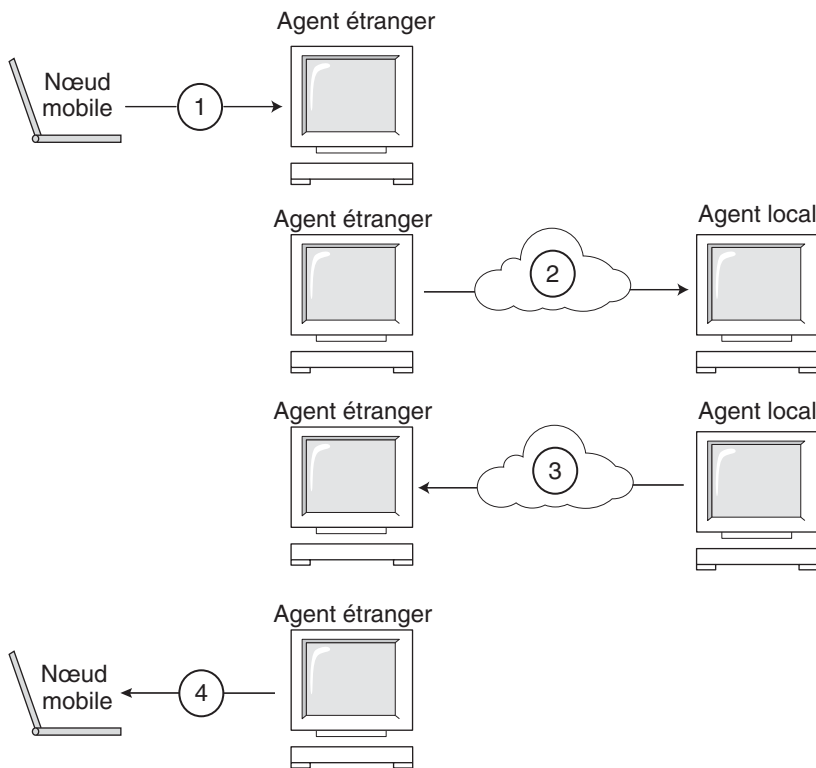 Agent étranger
Nœud
mobile
1
Agent étranger
Agent local
2
Agent étranger
Agent local
3
Agent étranger
Nœud
mobile
4